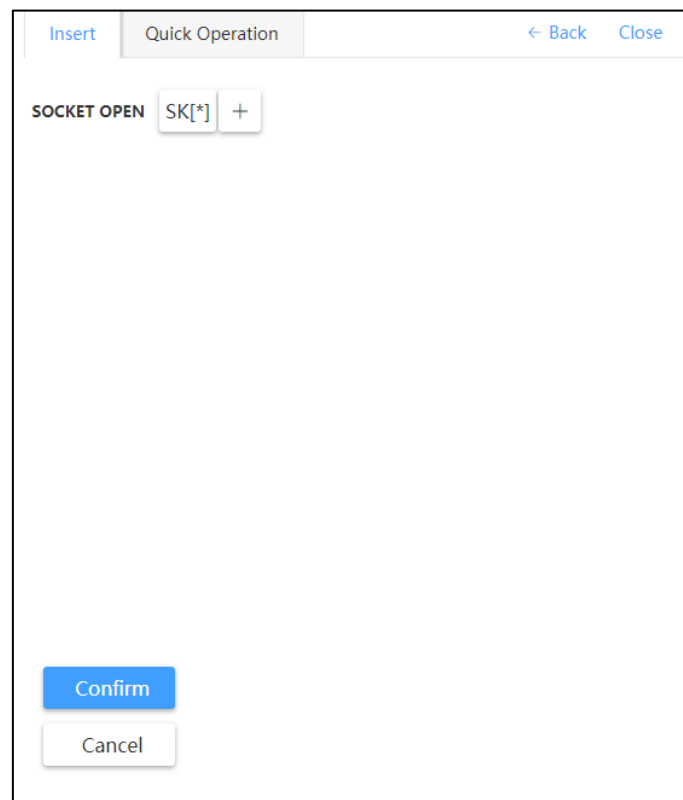 Insert Quick Operation ← Back Close
SOCKET OPEN SK[*] +
Confirm
Cancel